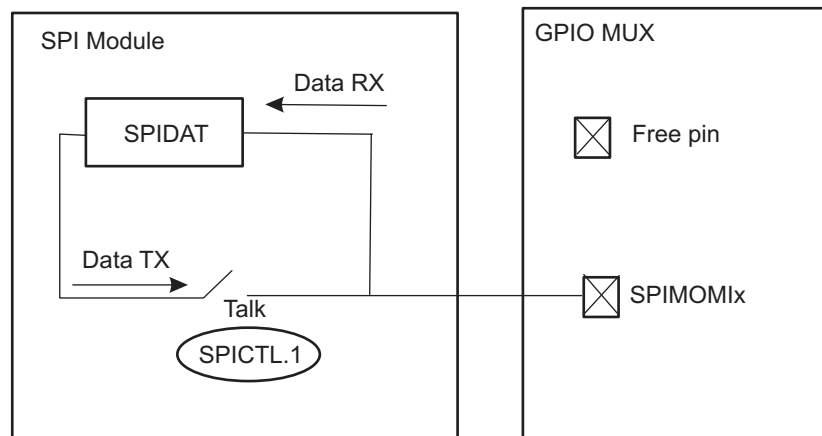 SPI Module
GPIO MUX
Data RX
SPIDAT
Free pin
Data TX
SPIMOMIx
Talk
SPICTL.1